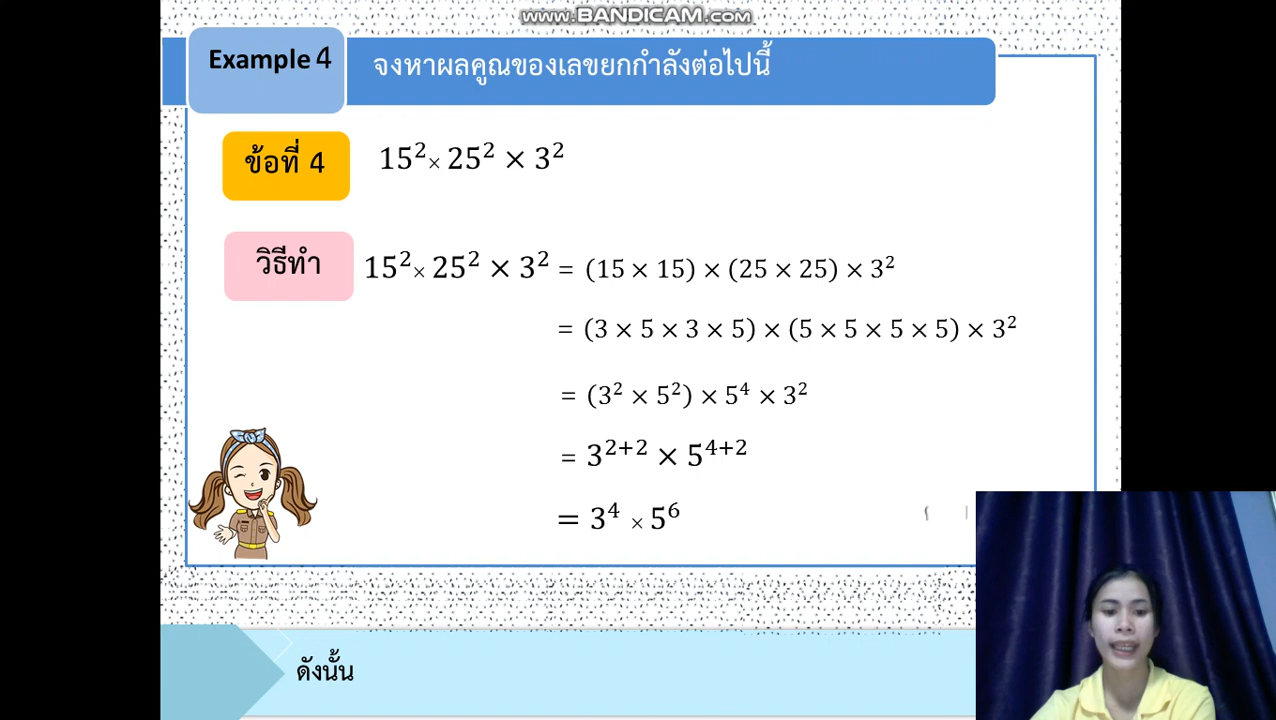 www.BANDICAM.com
Example 4 จงหาผลคูณของเลขยกกำลังต่อไปนี้
ข้อที่ 4 15² × 25² × 3²
วิธีทำ 15² × 25² × 3² = (15 × 15) × (25 × 25) × 3²
= (3 × 5 × 3 × 5) × (5 × 5 × 5 × 5) × 3²
= (3² × 5²) × 5⁴ × 3²
= 3²⁺² × 5⁴⁺²
= 3⁴ × 5⁶
ดังนั้น